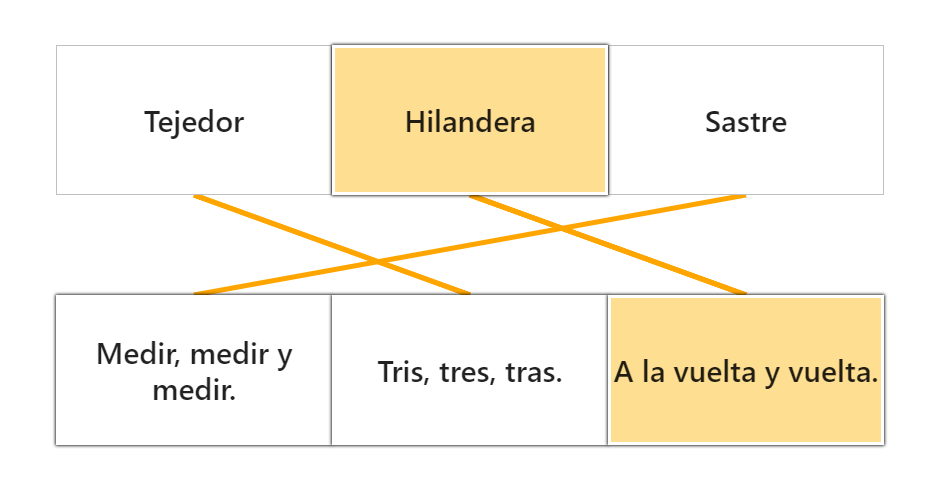 Tejedor
Hilandera
Sastre
Medir, medir y
medir.
Tris, tres, tras.
A la vuelta y vuelta.